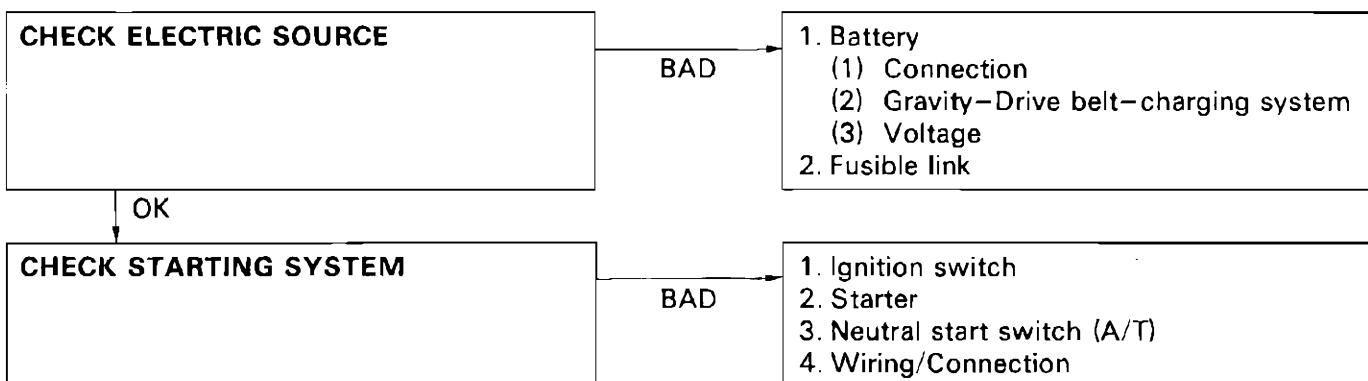 CHECK ELECTRIC SOURCE
BAD
1. Battery
(1) Connection
(2) Gravity–Drive belt–charging system
(3) Voltage
2. Fusible link
OK
CHECK STARTING SYSTEM
BAD
1. Ignition switch
2. Starter
3. Neutral start switch (A/T)
4. Wiring/Connection